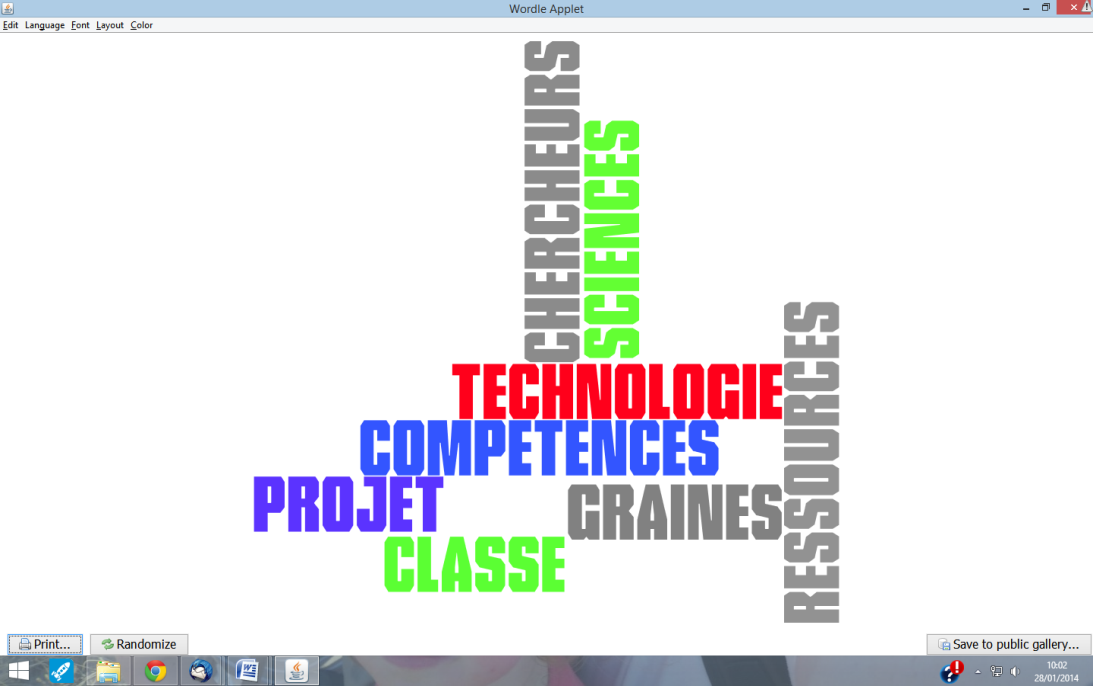 Wordle Applet
Edit Language Font Layout Color
CHERCHEURS
SCIENCES
TECHNOLOGIE
COMPETENCES
PROJET
GRAINES
CLASSE
RESSOURCES
Print...
Randomize
Save to public gallery...
10:02
28/01/2014